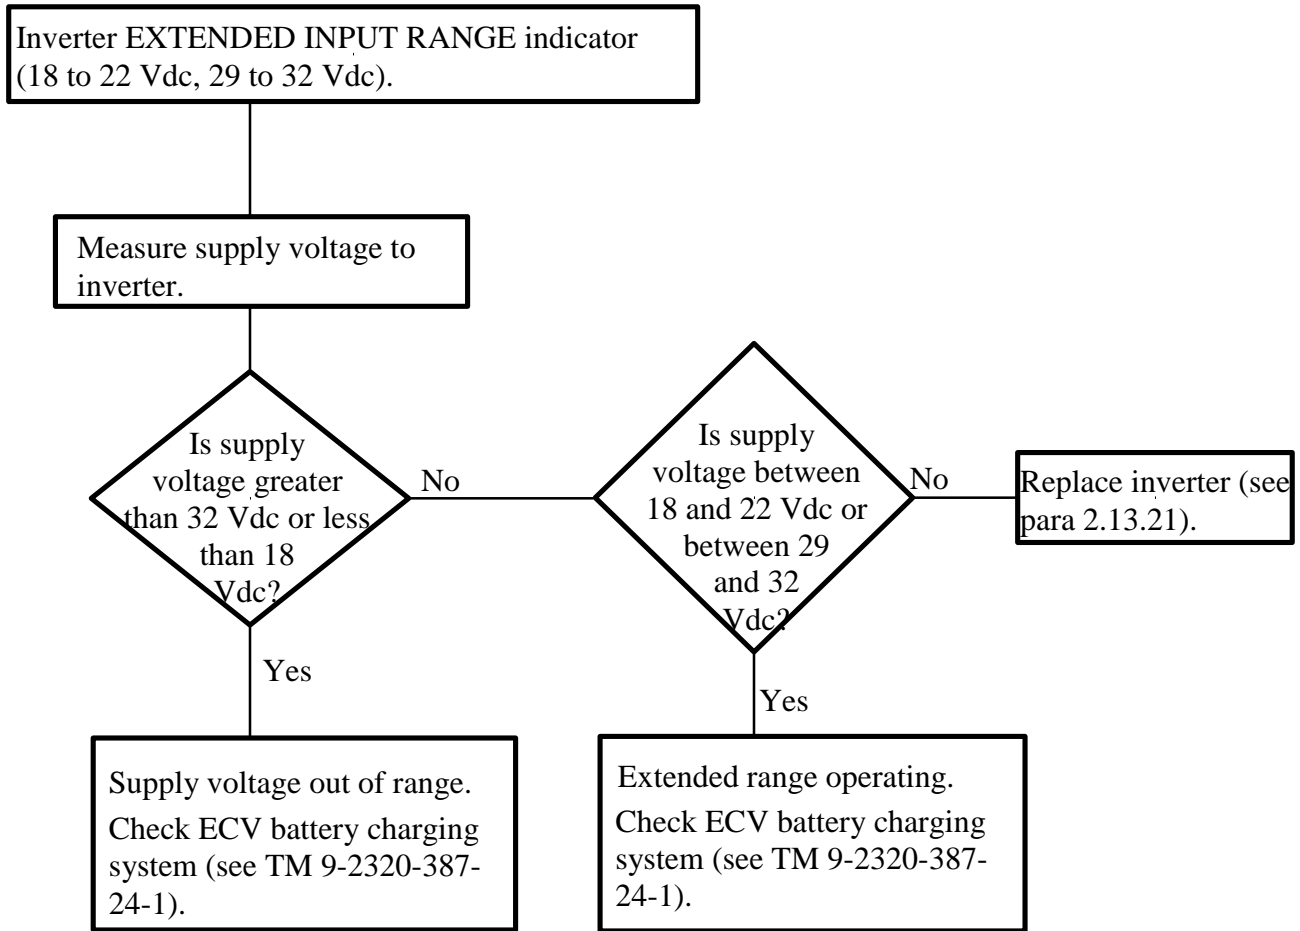 Inverter EXTENDED INPUT RANGE indicator
(18 to 22 Vdc, 29 to 32 Vdc).
Measure supply voltage to
inverter.
Is supply
voltage greater
than 32 Vdc or less
than 18
Vdc?
No
Yes
Is supply
voltage between
18 and 22 Vdc or
between 29
and 32
Vdc?
No
Yes
Replace inverter (see
para 2.13.21).
Supply voltage out of range.
Check ECV battery charging
system (see TM 9-2320-387-
24-1).
Extended range operating.
Check ECV battery charging
system (see TM 9-2320-387-
24-1).